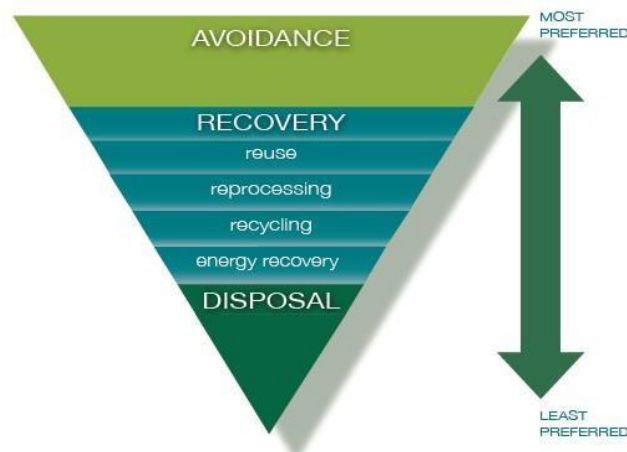 AVOIDANCE
MOST
PREFERRED
RECOVERY
reuse
reprocessing
recycling
energy recovery
DISPOSAL
LEAST
PREFERRED